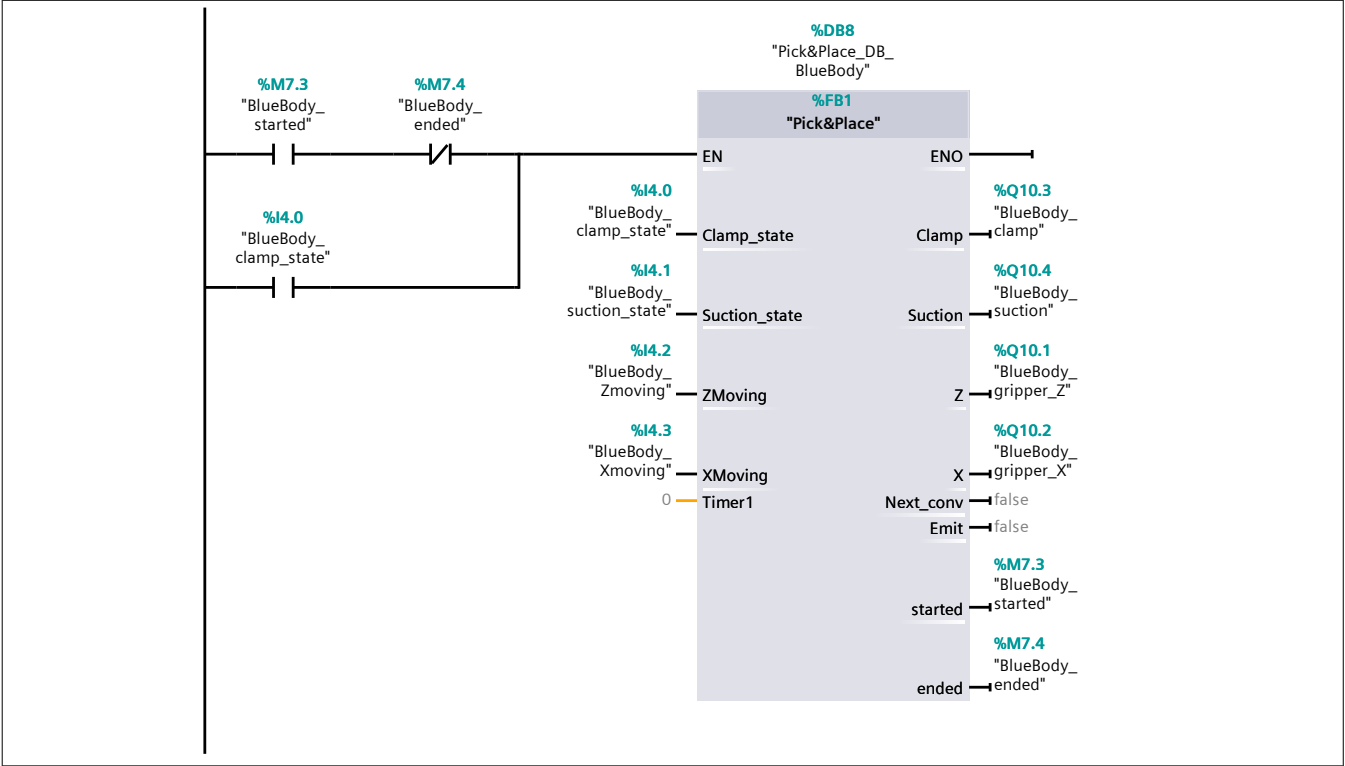 %DB8
"Pick&Place_DB_
BlueBody"
%M7.3
"BlueBody_
started"
%M7.4
"BlueBody_
ended"
%FB1
"Pick&Place"
EN
ENO
%I4.0
"BlueBody_
clamp_state"
%I4.0
"BlueBody_
clamp_state"
Clamp_state
Clamp
%Q10.3
"BlueBody_
clamp"
%I4.1
"BlueBody_
suction_state"
Suction_state
Suction
%Q10.4
"BlueBody_
suction"
%I4.2
"BlueBody_
Zmoving"
ZMoving
Z
%Q10.1
"BlueBody_
gripper_Z"
%I4.3
"BlueBody_
Xmoving"
XMoving
X
%Q10.2
"BlueBody_
gripper_X"
0
Timer1
Next_conv
false
Emit
false
started
%M7.3
"BlueBody_
started"
ended
%M7.4
"BlueBody_
ended"